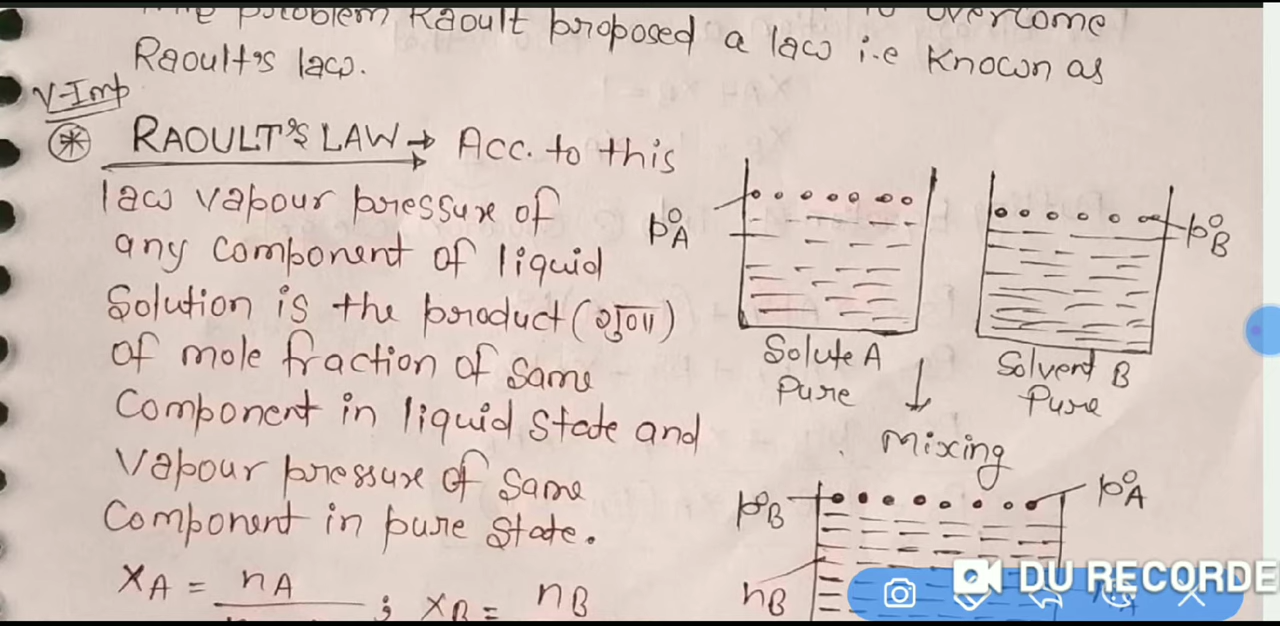 problem Raoult proposed a law i.e known as
overcome
Raoult's law.
V-Imp
* RAOULT'S LAW → Acc. to this
law vapour pressure of
any component of liquid
Solution is the product (गुणा)
of mole fraction of same
Component in liquid State and
Vapour pressure of Same
Component in pure State.
XA = nA ; XB = nB
p°A
p°B
Solute A
Pure
Solvent B
Pure
Mixing
p°B
p°A
nB
DU RECORDE